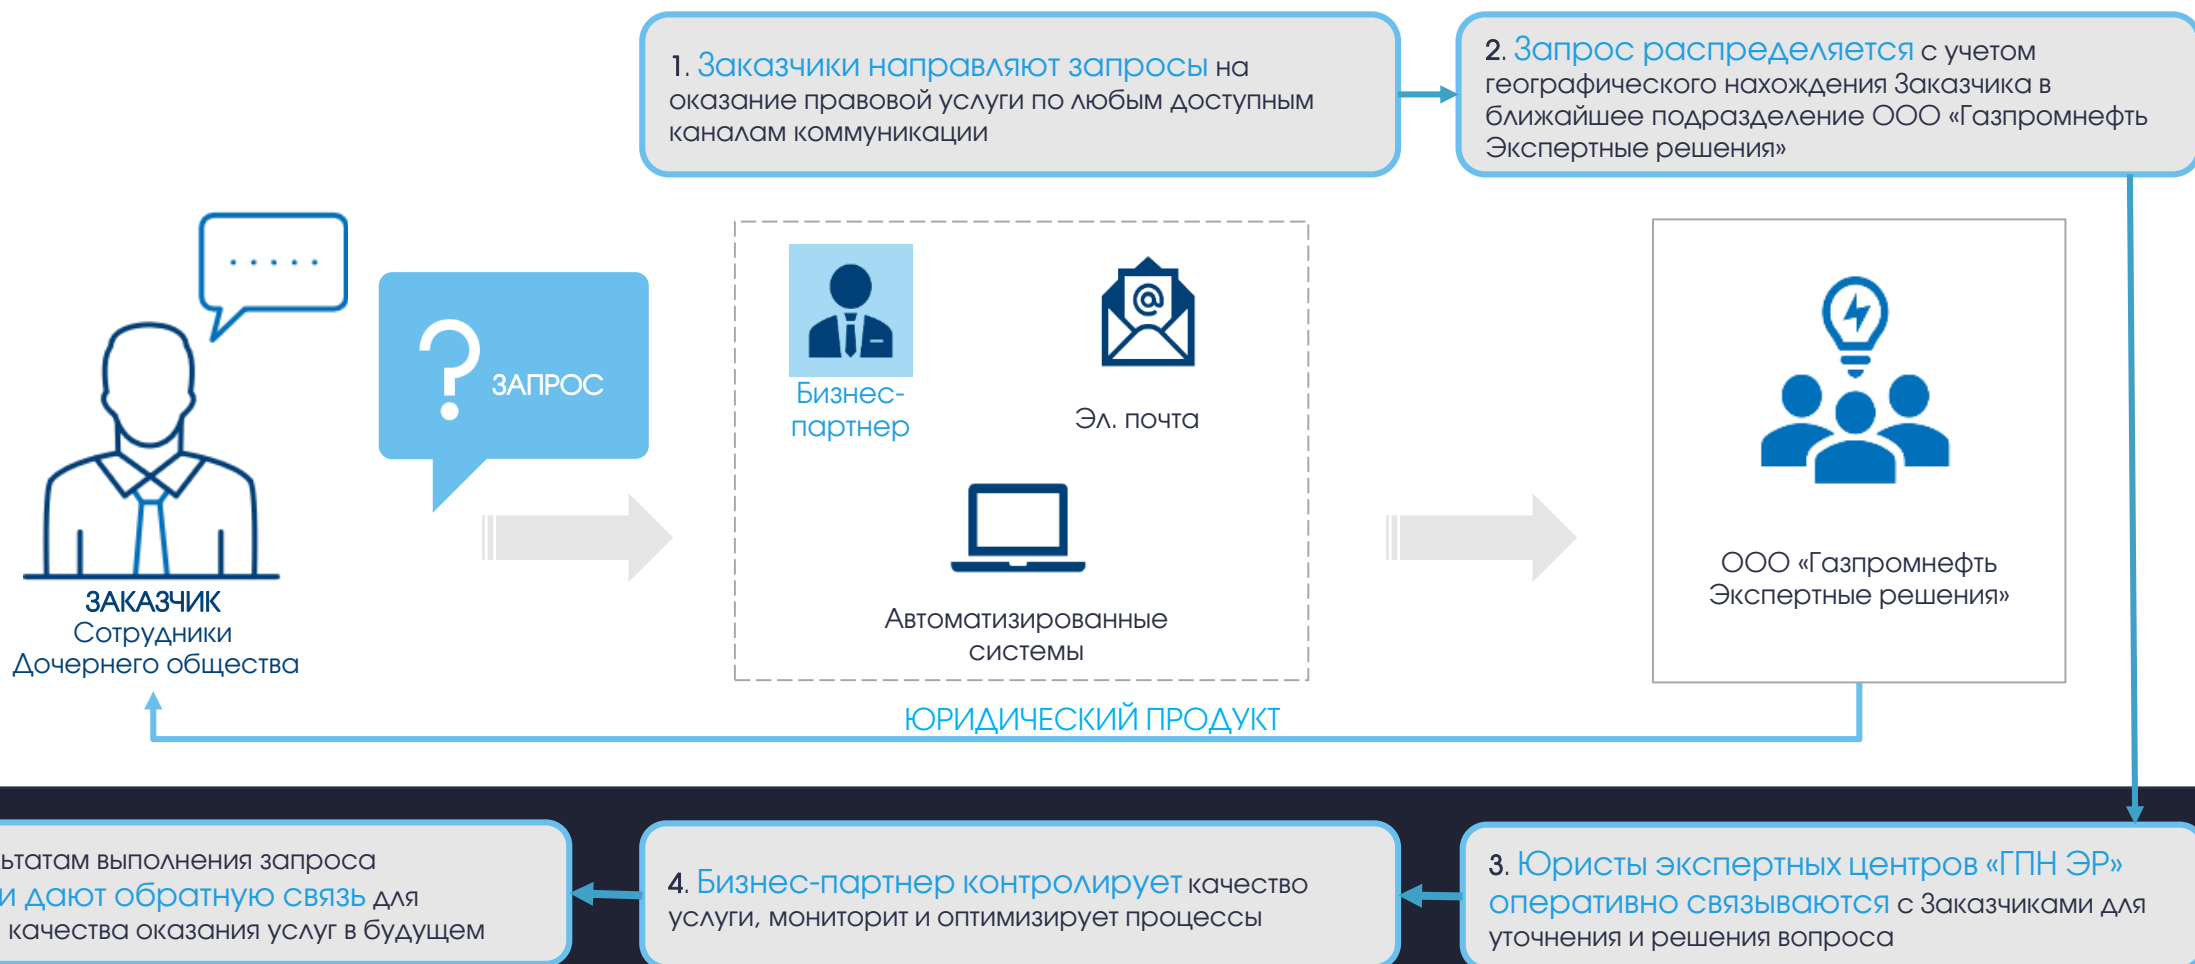 1. Заказчики направляют запросы на
оказание правовой услуги по любым доступным
каналам коммуникации
2. Запрос распределяется с учетом
географического нахождения Заказчика в
ближайшее подразделение ООО «Газпромнефть
Экспертные решения»
.....
? ЗАПРОС
Бизнес-
партнер
@
Эл. почта
Автоматизированные
системы
ООО «Газпромнефть
Экспертные решения»
ЗАКАЗЧИК
Сотрудники
Дочернего общества
ЮРИДИЧЕСКИЙ ПРОДУКТ
выполнения запроса
дают обратную связь для
качества оказания услуг в будущем
4. Бизнес-партнер контролирует качество
услуги, мониторит и оптимизирует процессы
3. Юристы экспертных центров «ГПН ЭР»
оперативно связываются с Заказчиками для
уточнения и решения вопроса